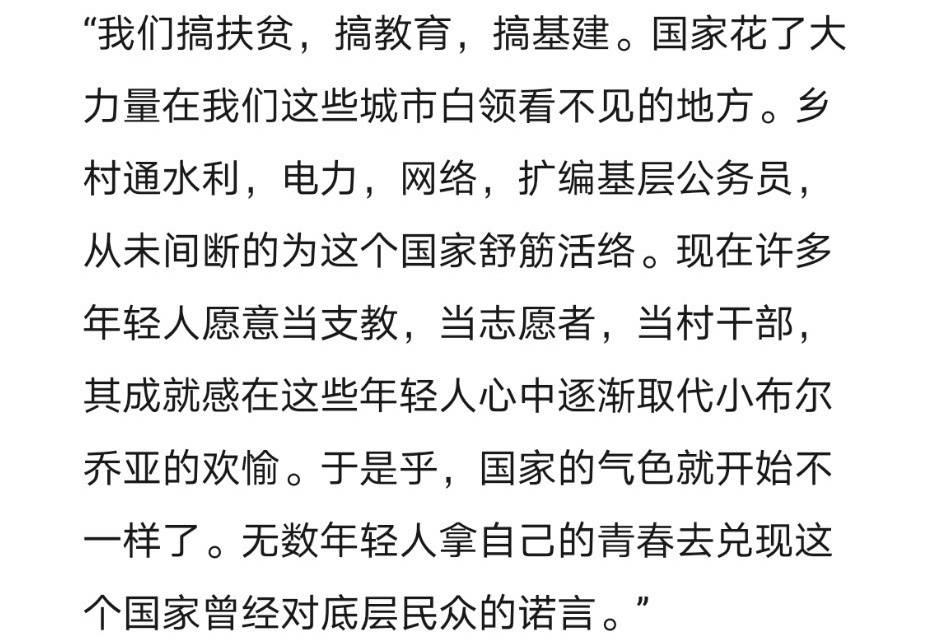 “我们搞扶贫，搞教育，搞基建。国家花了大
力量在我们这些城市白领看不见的地方。乡
村通水利，电力，网络，扩编基层公务员，
从未间断的为这个国家舒筋活络。现在许多
年轻人愿意当支教，当志愿者，当村干部，
其成就感在这些年轻人心中逐渐取代小布尔
乔亚的欢愉。于是乎，国家的气色就开始不
一样了。无数年轻人拿自己的青春去兑现这
个国家曾经对底层民众的诺言。”